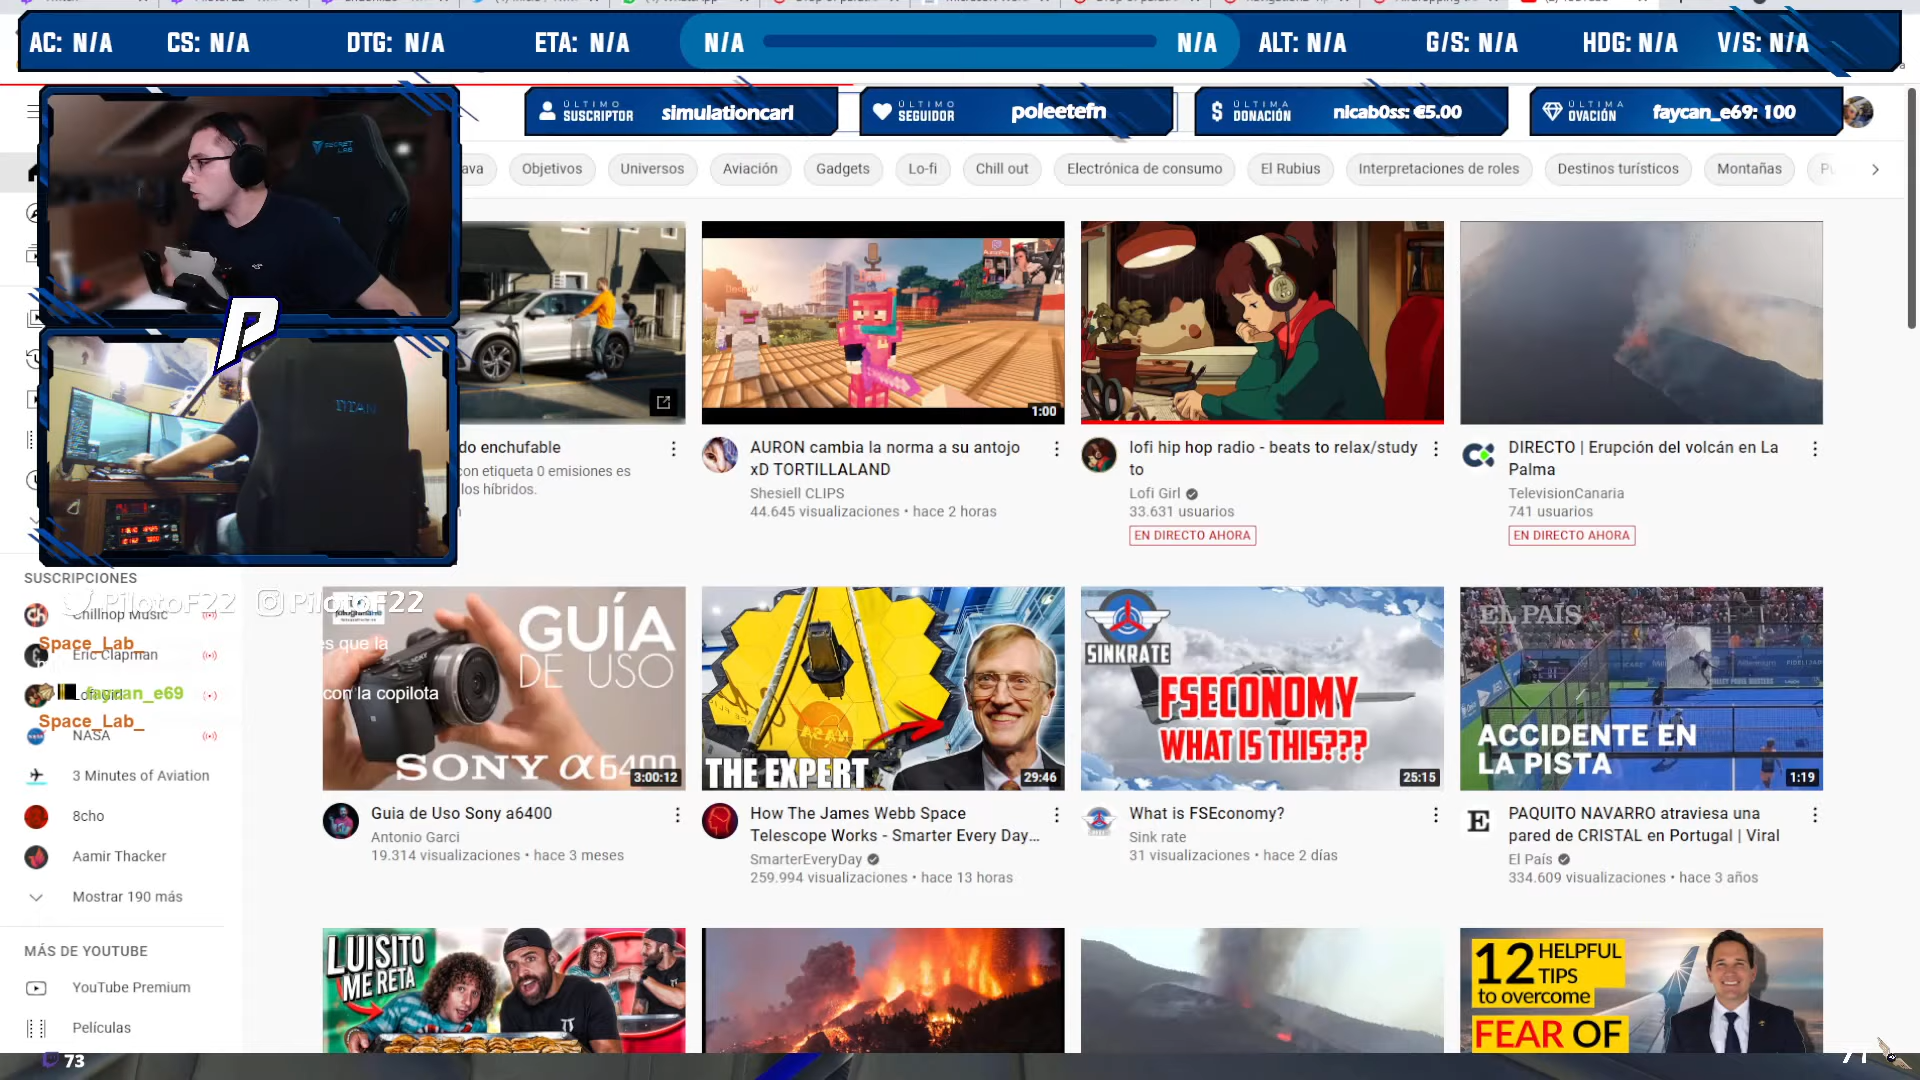 AC: N/A
CS: N/A
DTG: N/A
ETA: N/A
N/A
N/A
ALT: N/A
G/S: N/A
HDG: N/A
V/S: N/A
ÚLTIMO
SUSCRIPTOR
simulationcarl
ÚLTIMO
SEGUIDOR
poleetefn
ÚLTIMA
DONACIÓN
nicab0ss: €5.00
ÚLTIMA
OVACIÓN
faycan_e69: 100
ava
Objetivos
Universos
Aviación
Gadgets
Lo-fi
Chill out
Electrónica de consumo
El Rubius
Interpretaciones de roles
Destinos turísticos
Montañas
SECRET
LAB
P
TITAN
1:00
do enchufable
con etiqueta 0 emisiones es
los híbridos.
AURON cambia la norma a su antojo
xD TORTILLALAND
Shesiell CLIPS
44.645 visualizaciones • hace 2 horas
lofi hip hop radio - beats to relax/study
to
Lofi Girl
33.631 usuarios
EN DIRECTO AHORA
DIRECTO | Erupción del volcán en La
Palma
TelevisionCanaria
741 usuarios
EN DIRECTO AHORA
SUSCRIPCIONES
Chillhop Music
PilotoF22
PilotoF22
Space_Lab_
Eric Clapman
es que la
faycan_e69
con la copilota
Space_Lab_
NASA
3 Minutes of Aviation
8cho
Aamir Thacker
Mostrar 190 más
MÁS DE YOUTUBE
YouTube Premium
Películas
73
GUÍA
DE USO
SONY α6400
3:00:12
Guia de Uso Sony a6400
Antonio Garci
19.314 visualizaciones • hace 3 meses
NASA
THE EXPERT
29:46
How The James Webb Space
Telescope Works - Smarter Every Day...
SmarterEveryDay
259.994 visualizaciones • hace 13 horas
SINKRATE
FSECONOMY
WHAT IS THIS???
25:15
What is FSEconomy?
Sink rate
31 visualizaciones • hace 2 días
EL PAÍS
ACCIDENTE EN
LA PISTA
1:19
PAQUITO NAVARRO atraviesa una
pared de CRISTAL en Portugal | Viral
El País
334.609 visualizaciones • hace 3 años
LUISITO
ME RETA
12 HELPFUL
TIPS
to overcome
FEAR OF